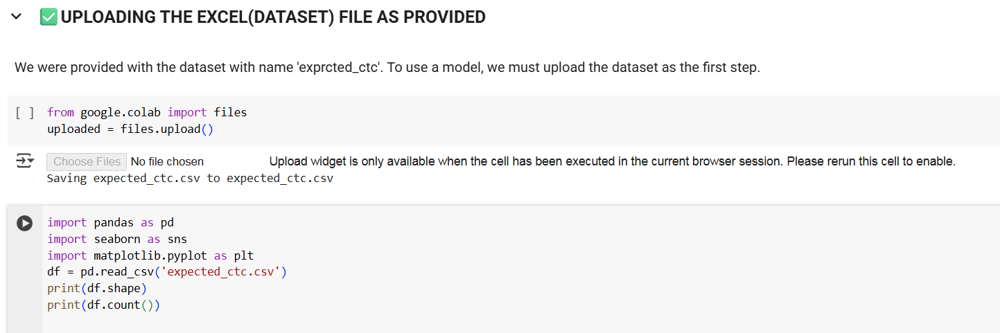 ✅UPLOADING THE EXCEL(DATASET) FILE AS PROVIDED
We were provided with the dataset with name 'exprcted_ctc'. To use a model, we must upload the dataset as the first step.
[ ] from google.colab import files
uploaded = files.upload()
Choose Files No file chosen Upload widget is only available when the cell has been executed in the current browser session. Please rerun this cell to enable.
Saving expected_ctc.csv to expected_ctc.csv
import pandas as pd
import seaborn as sns
import matplotlib.pyplot as plt
df = pd.read_csv('expected_ctc.csv')
print(df.shape)
print(df.count())